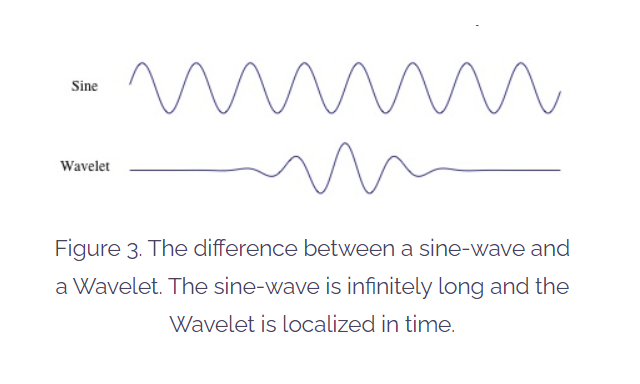 Sine
Wavelet
Figure 3. The difference between a sine-wave and
a Wavelet. The sine-wave is infinitely long and the
Wavelet is localized in time.